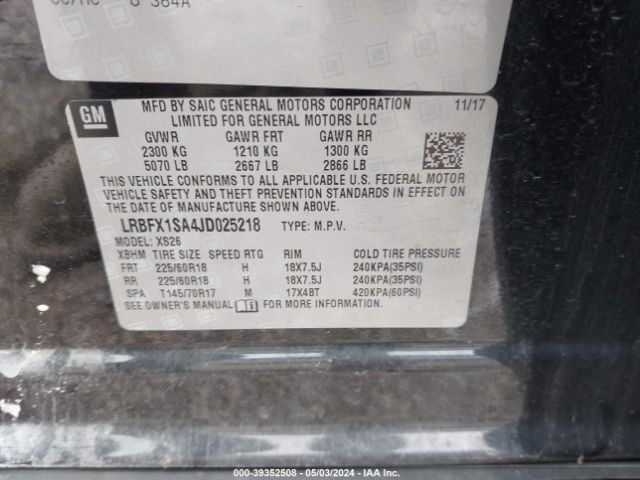 6 384A
GM
MFD BY SAIC GENERAL MOTORS CORPORATION 11/17
LIMITED FOR GENERAL MOTORS LLC
GVWR GAWR FRT GAWR RR
2300 KG 1210 KG 1300 KG
5070 LB 2667 LB 2866 LB
THIS VEHICLE CONFORMS TO ALL APPLICABLE U.S. FEDERAL MOTOR
VEHICLE SAFETY AND THEFT PREVENTION STANDARDS IN EFFECT ON
THE DATE OF MANUFACTURE SHOWN ABOVE.
LRBFX1SA4JD025218 TYPE: M.P.V.
MODEL: XS26
XBHM TIRE SIZE SPEED RTG RIM COLD TIRE PRESSURE
FRT 225/60R18 H 18X7.5J 240KPA(35PSI)
RR 225/60R18 H 18X7.5J 240KPA(35PSI)
SPA T145/70R17 M 17X4BT 420KPA(60PSI)
SEE OWNER'S MANUAL FOR MORE INFORMATION.
000-39352508 - 05/03/2024 - IAA Inc.